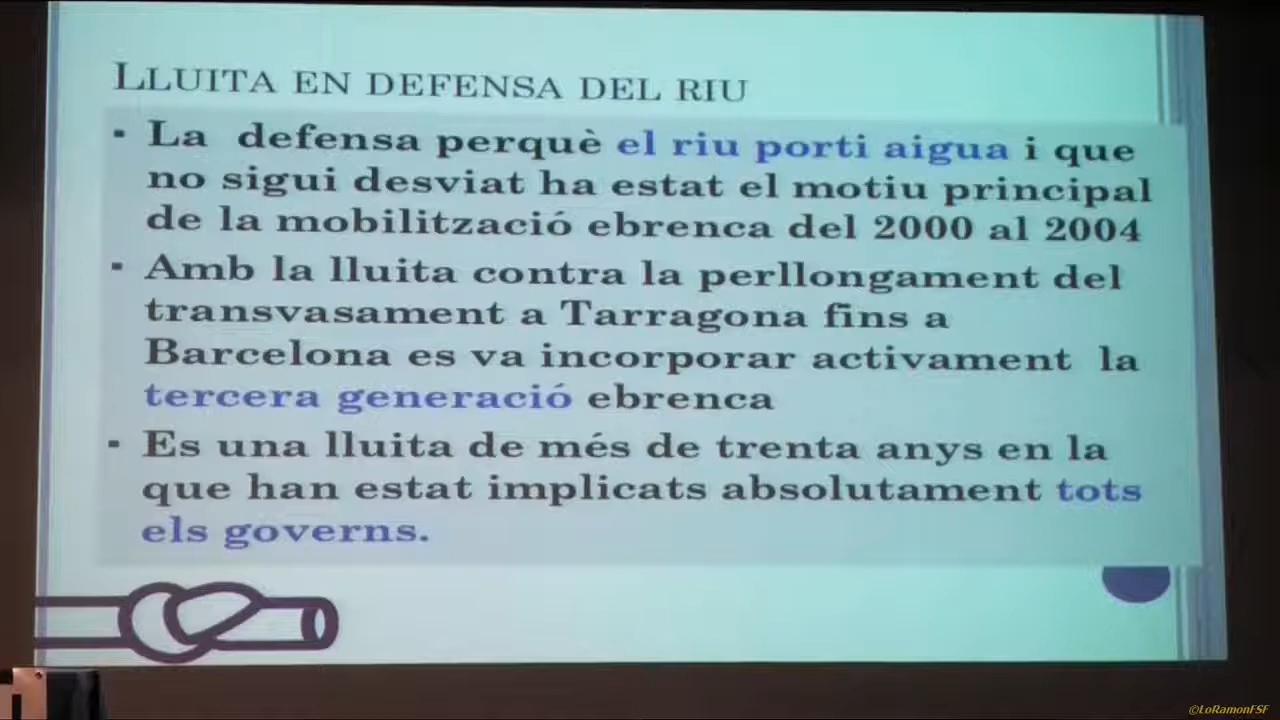 LLUITA EN DEFENSA DEL RIU
▪ La defensa perquè el riu porti aigua i que
no sigui desviat ha estat el motiu principal
de la mobilització ebrenca del 2000 al 2004
▪ Amb la lluita contra la perllongament del
transvasament a Tarragona fins a
Barcelona es va incorporar activament la
tercera generació ebrenca
▪ Es una lluita de més de trenta anys en la
que han estat implicats absolutament tots
els governs.
©LoRamonFSF